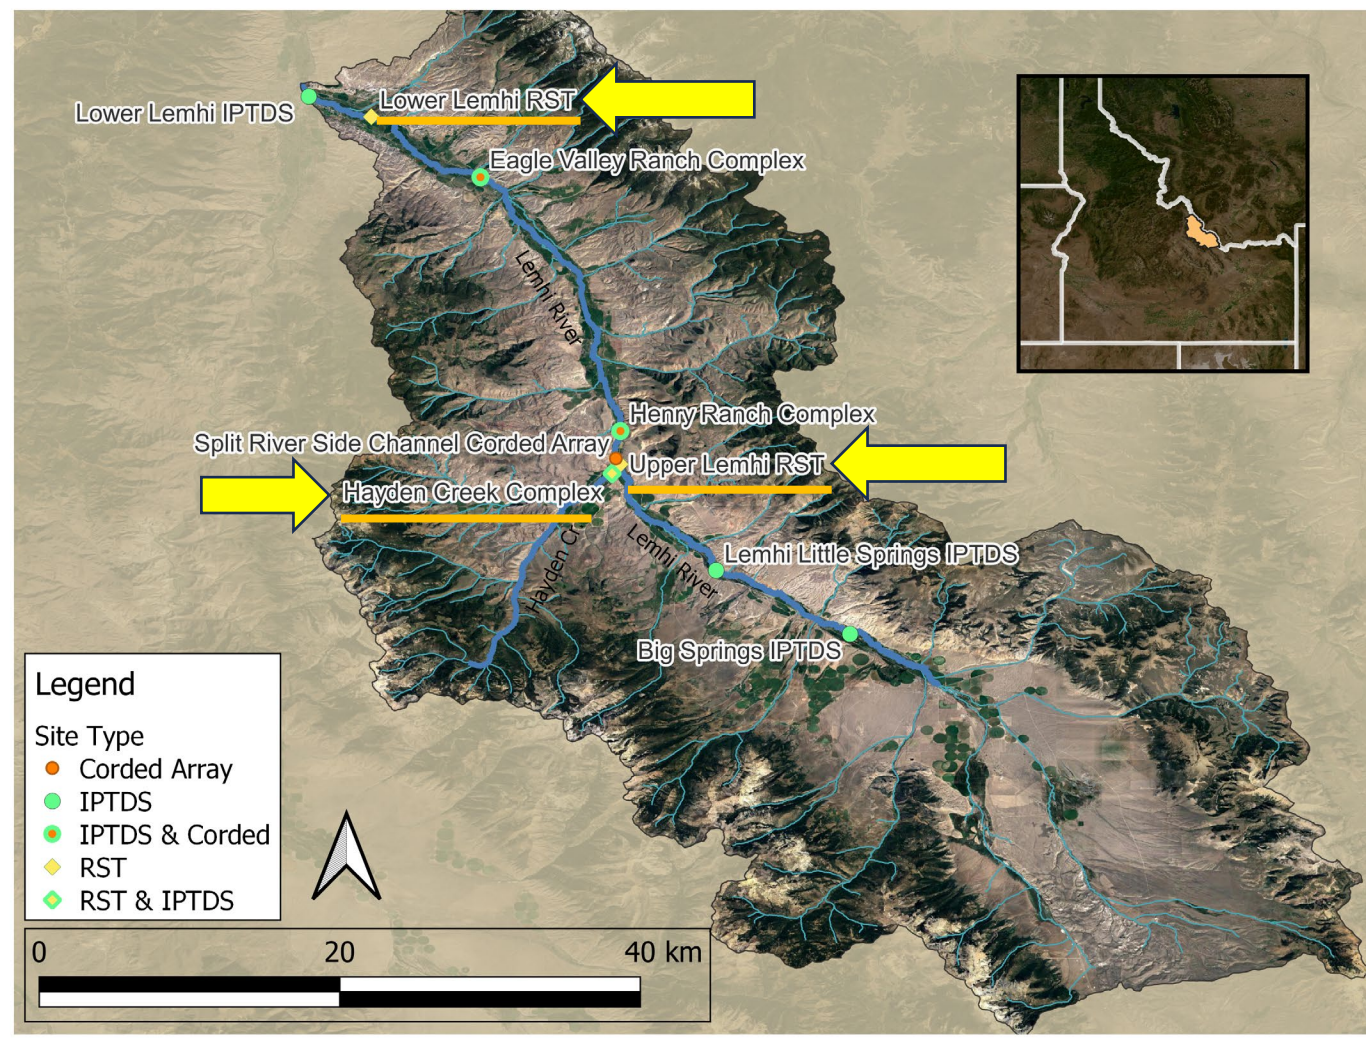 Lower Lemhi RST
Lower Lemhi IPTDS
Eagle Valley Ranch Complex
Lemhi River
Henry Ranch Complex
Split River Side Channel Corded Array
Upper Lemhi RST
Hayden Creek Complex
Hayden Cr
Lemhi River
Lemhi Little Springs IPTDS
Big Springs IPTDS
Legend
Site Type
Corded Array
IPTDS
IPTDS & Corded
RST
RST & IPTDS
0 20 40 km